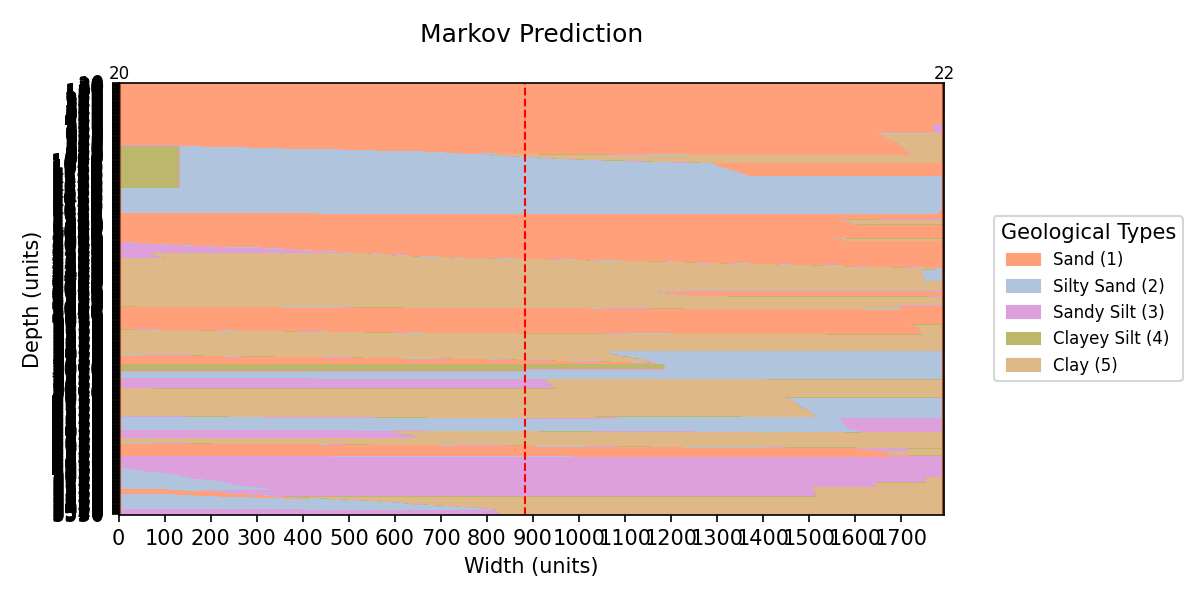 Markov Prediction
20 22
Depth (units)
0 100 200 300 400 500 600 700 800 900 1000 1100 1200 1300 1400 1500 1600 1700
Width (units)
Geological Types
Sand (1)
Silty Sand (2)
Sandy Silt (3)
Clayey Silt (4)
Clay (5)